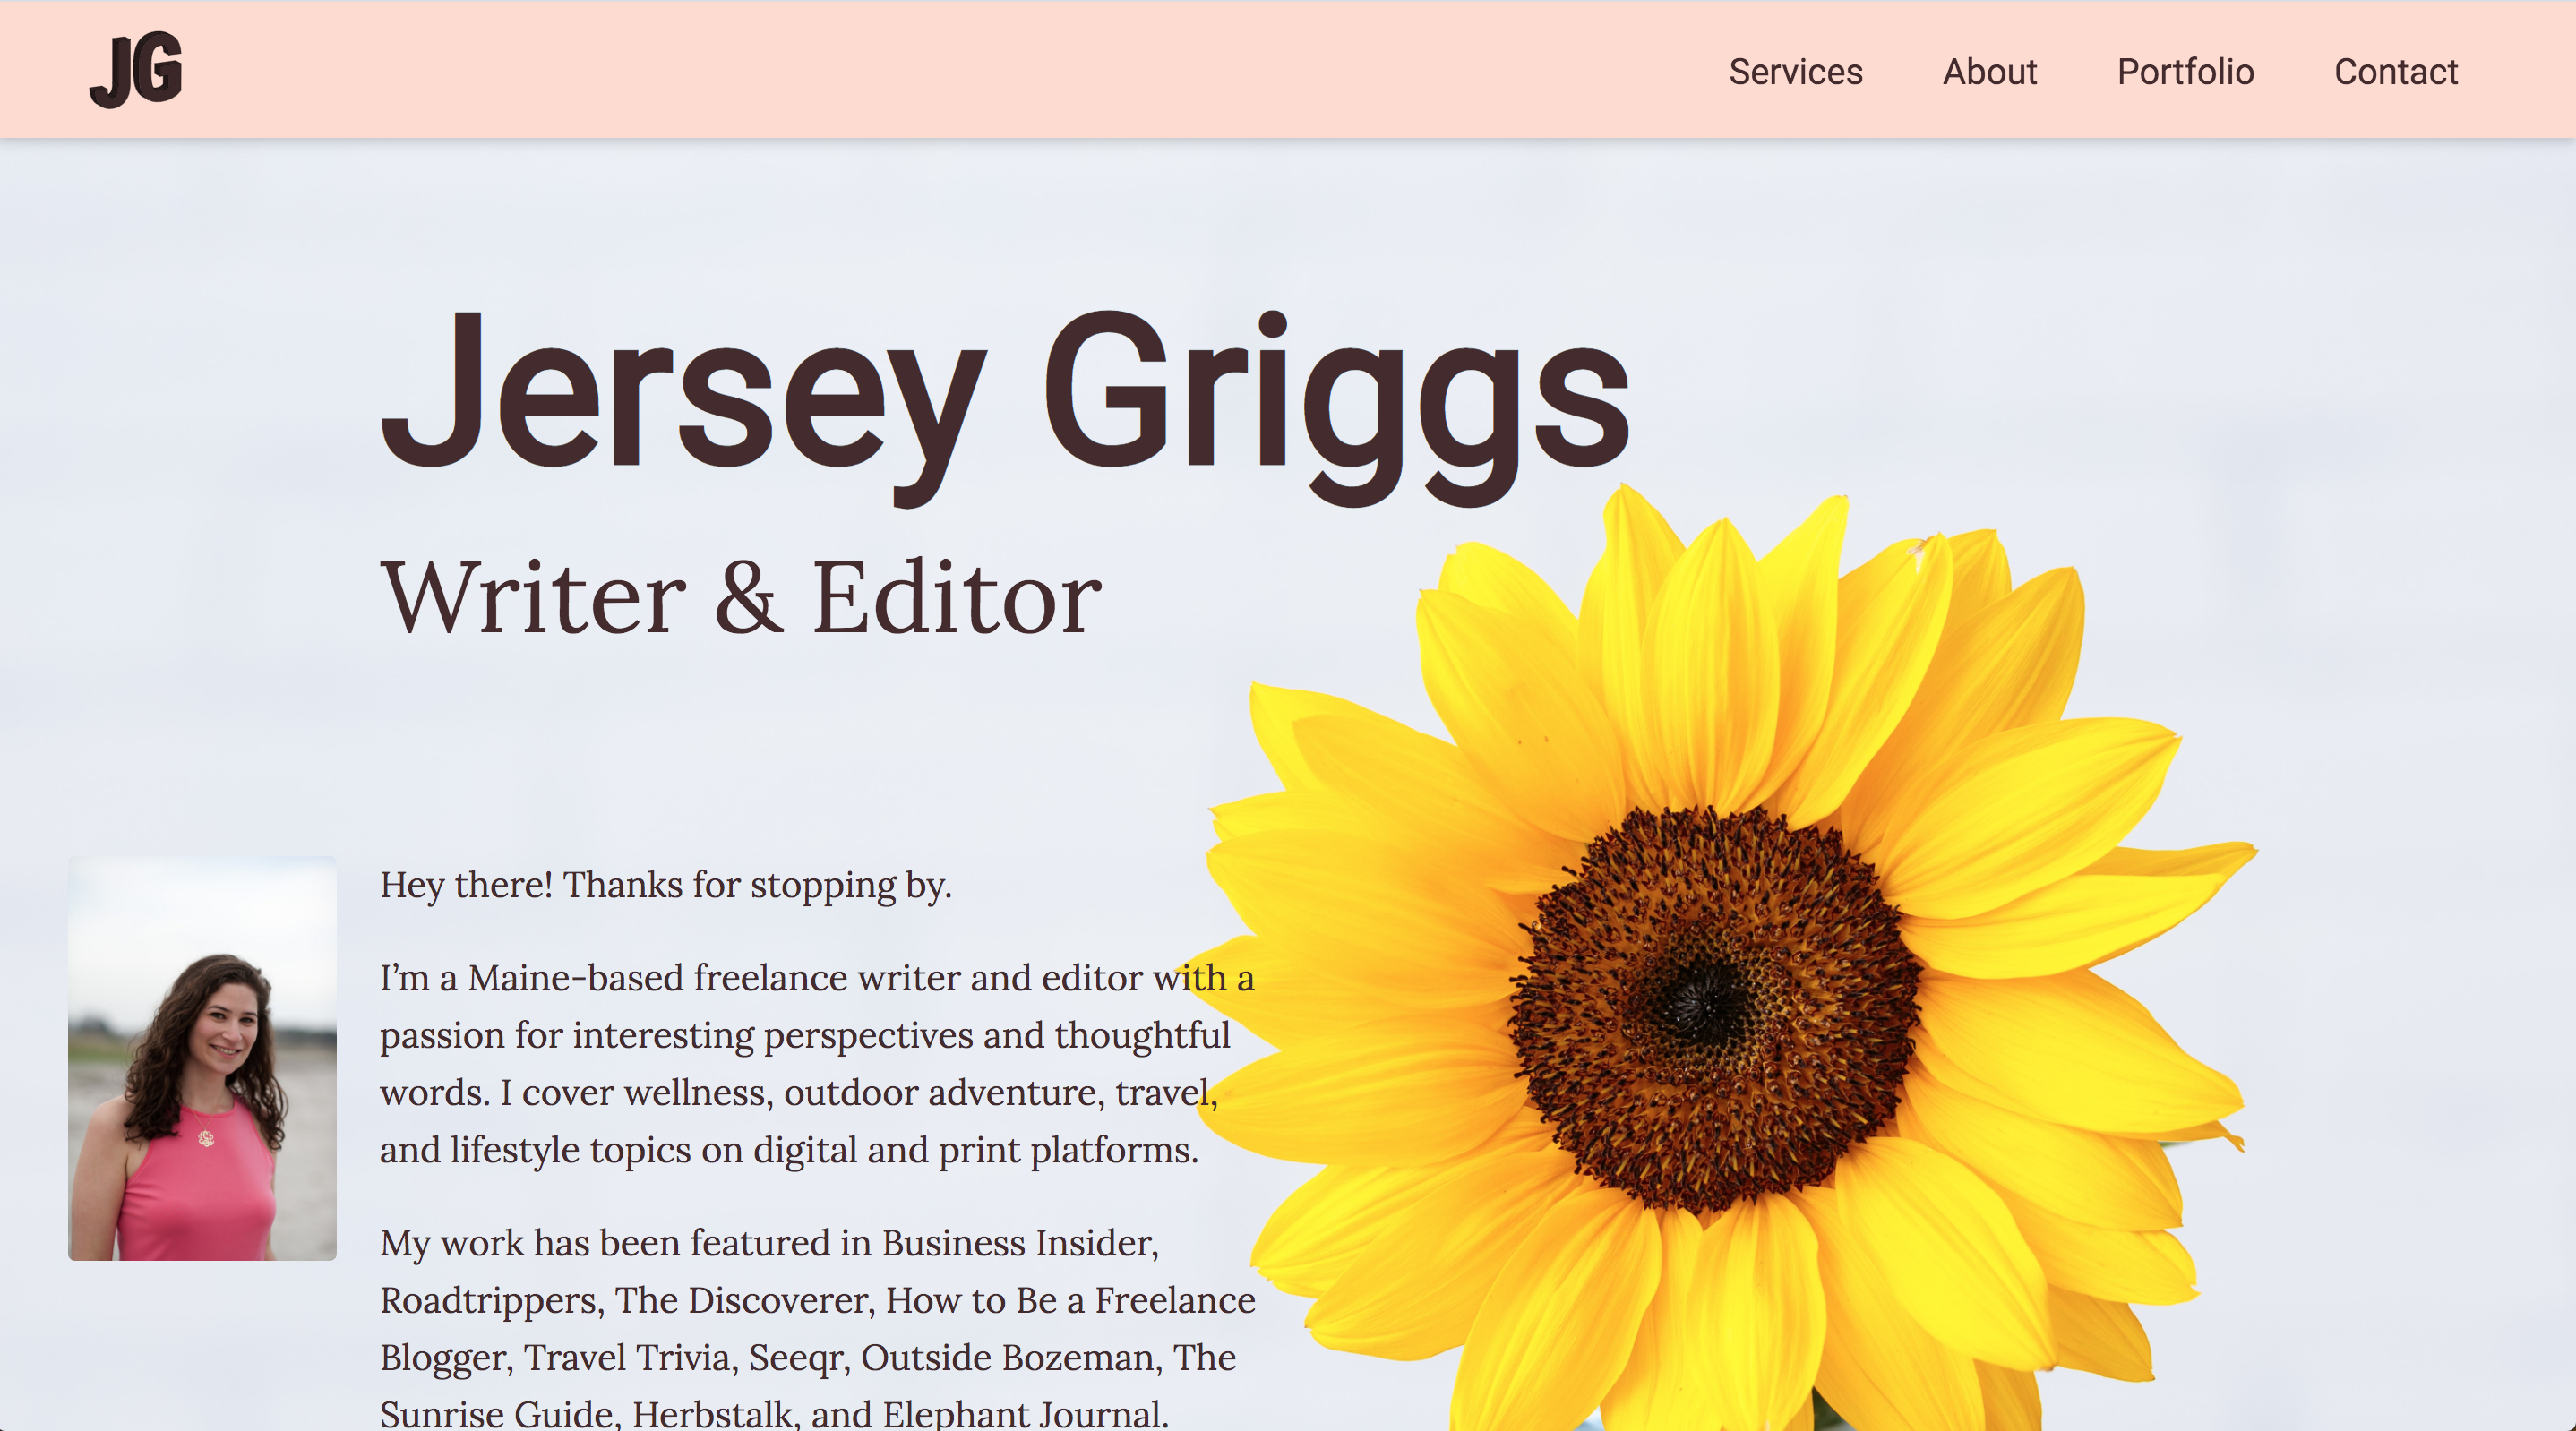 JG
Services About Portfolio Contact
Jersey Griggs
Writer & Editor
Hey there! Thanks for stopping by.
I’m a Maine-based freelance writer and editor with a
passion for interesting perspectives and thoughtful
words. I cover wellness, outdoor adventure, travel,
and lifestyle topics on digital and print platforms.
My work has been featured in Business Insider,
Roadtrippers, The Discoverer, How to Be a Freelance
Blogger, Travel Trivia, Seeqr, Outside Bozeman, The
Sunrise Guide, Herbstalk, and Elephant Journal.